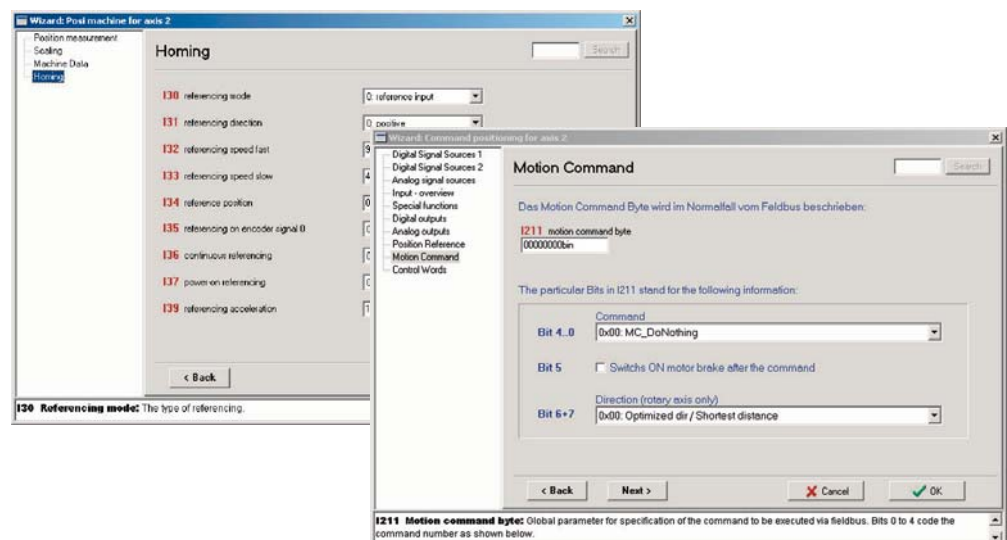 Wizard: Posi machine for axis 2
Position measurement
Scaling
Machine Data
Homing
Homing
Search
I30 referencing mode
0: reference input
I31 referencing direction
0: positive
I32 referencing speed fast
9
I33 referencing speed slow
4
I34 reference position
0
I35 referencing on encoder signal 0
I36 continuous referencing
I37 power-on referencing
I39 referencing acceleration
1
< Back
I30 Referencing mode: The type of referencing.
Wizard: Command positioning for axis 2
Digital Signal Sources 1
Digital Signal Sources 2
Analog signal sources
Input - overview
Special functions
Digital outputs
Analog outputs
Position Reference
Motion Command
Control Words
Motion Command
Search
Das Motion Command Byte wird im Normalfall vom Feldbus beschrieben:
I211 motion command byte
00000000bin
The particular Bits in I211 stand for the following information:
Command
Bit 4..0
0x00: MC_DoNothing
Bit 5
Switchs ON motor brake after the command
Direction (rotary axis only)
Bit 6+7
0x00: Optimized dir / Shortest distance
< Back
Next >
Cancel
OK
I211 Motion command byte: Global parameter for specification of the command to be executed via fieldbus. Bits 0 to 4 code the
command number as shown below.